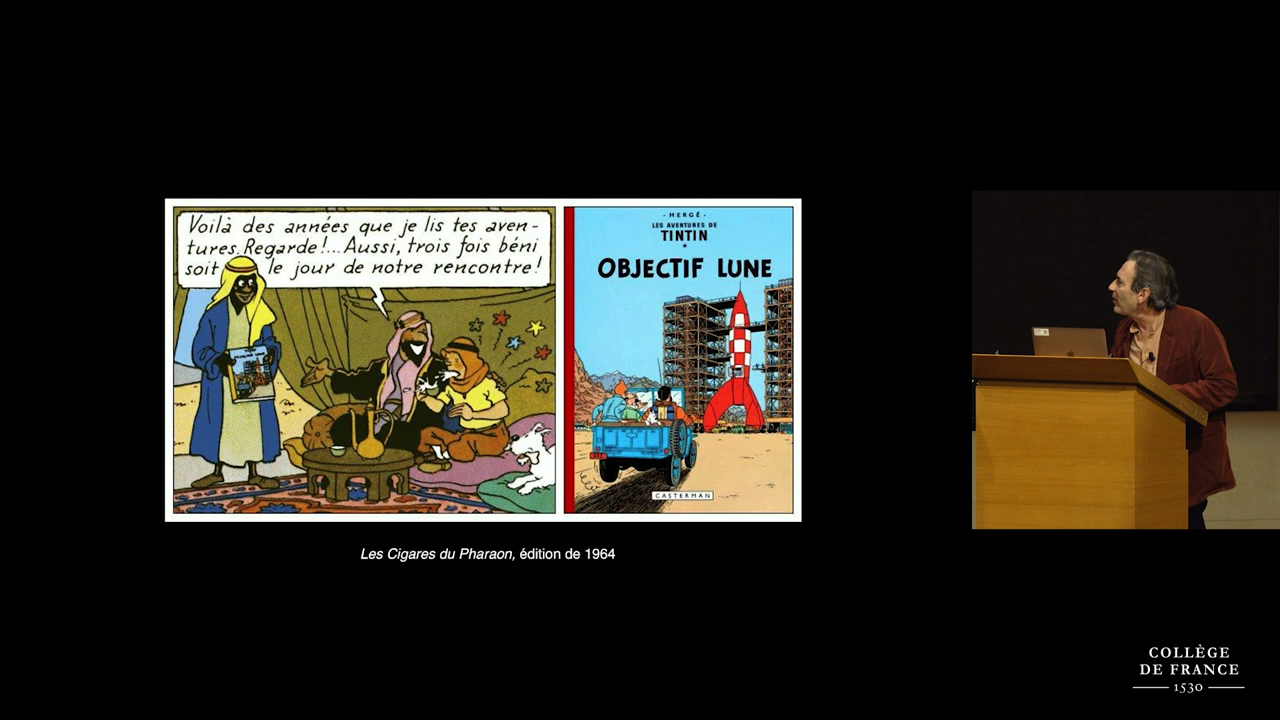 Voilà des années que je lis tes aven-
tures. Regarde!... Aussi, trois fois béni
soit le jour de notre rencontre!
· HERGÉ ·
LES AVENTURES DE
TINTIN
OBJECTIF LUNE
CASTERMAN
Les Cigares du Pharaon, édition de 1964
COLLÈGE
DE FRANCE
1530